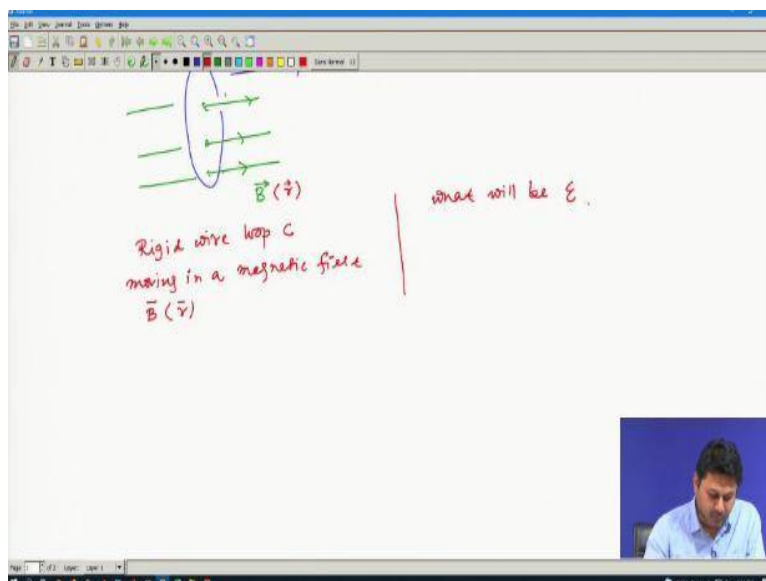 B⃗ (r⃗)
what will be ε.
Rigid wire loop C
moving in a magnetic field
B̄ (r̄)